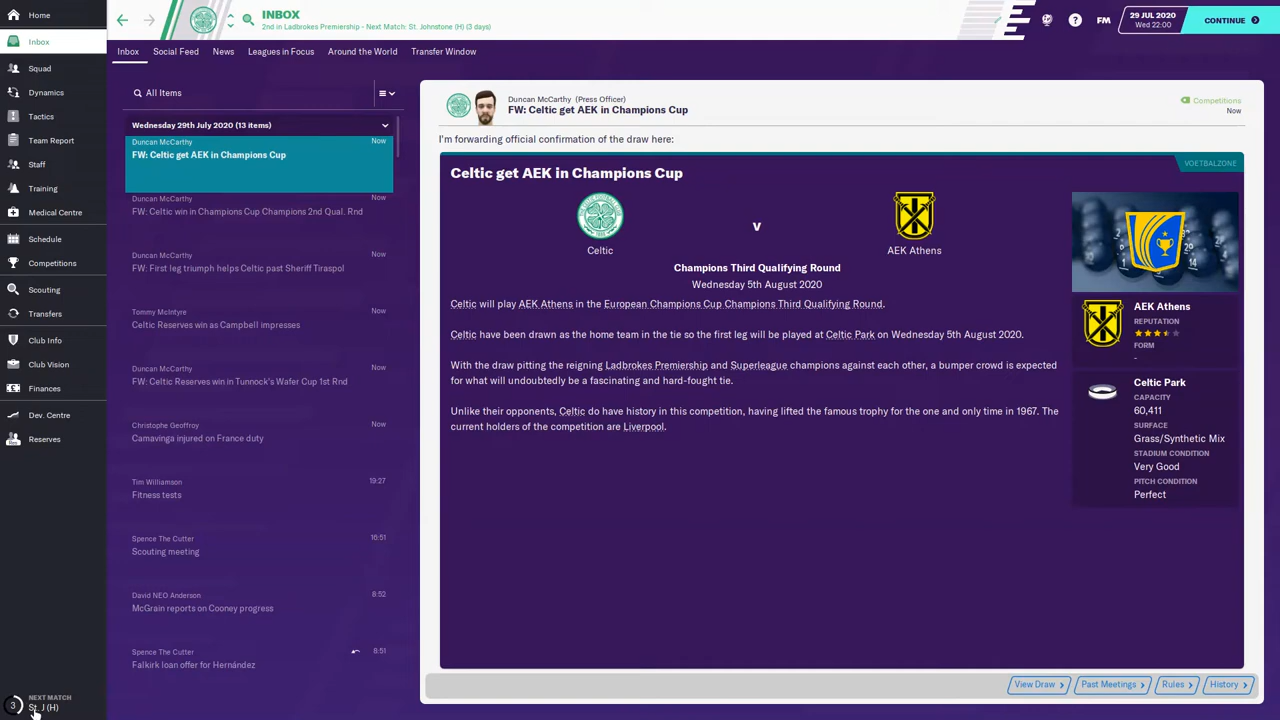 Home
Inbox
Squad
Dynamics
Tactics
Team Report
Staff
Training
Medical Centre
Schedule
Competitions
Scouting
Transfers
Club Info
Club Vision
Finances
Dev. Centre
Reserves
3
NEXT MATCH
St. J (H)
INBOX
2nd in Ladbrokes Premiership - Next Match St. Johnstone (H) (3 days)
? FM
29 JUL 2020
Wed 22:00
CONTINUE
Inbox Social Feed News Leagues in Focus Around the World Transfer Window
All Items
Wednesday 29th July 2020 (13 items)
Duncan McCarthy Now
FW: Celtic get AEK in Champions Cup
Duncan McCarthy Now
FW: Celtic win in Champions Cup Champions 2nd Qual. Rnd
Duncan McCarthy Now
FW: First leg triumph helps Celtic past Sheriff Tiraspol
Tommy McIntyre Now
Celtic Reserves win as Campbell impresses
Duncan McCarthy Now
FW: Celtic Reserves win in Tunnock's Wafer Cup 1st Rnd
Christophe Geoffroy Now
Camavinga injured on France duty
Tim Williamson 19:27
Fitness tests
Spence The Cutter 16:51
Scouting meeting
David NEO Anderson 8:52
McGrain reports on Cooney progress
Spence The Cutter 8:51
Falkirk loan offer for Hernández
Duncan McCarthy (Press Officer)
FW: Celtic get AEK in Champions Cup
Competitions
Now
I'm forwarding official confirmation of the draw here:
VOETBALZONE
Celtic get AEK in Champions Cup
v
Celtic AEK Athens
Champions Third Qualifying Round
Wednesday 5th August 2020
Celtic will play AEK Athens in the European Champions Cup Champions Third Qualifying Round.
Celtic have been drawn as the home team in the tie so the first leg will be played at Celtic Park on Wednesday 5th August 2020.
With the draw pitting the reigning Ladbrokes Premiership and Superleague champions against each other, a bumper crowd is expected
for what will undoubtedly be a fascinating and hard-fought tie.
Unlike their opponents, Celtic do have history in this competition, having lifted the famous trophy for the one and only time in 1967. The
current holders of the competition are Liverpool.
AEK Athens
REPUTATION
FORM
-
Celtic Park
CAPACITY
60,411
SURFACE
Grass/Synthetic Mix
STADIUM CONDITION
Very Good
PITCH CONDITION
Perfect
View Draw Past Meetings Rules History